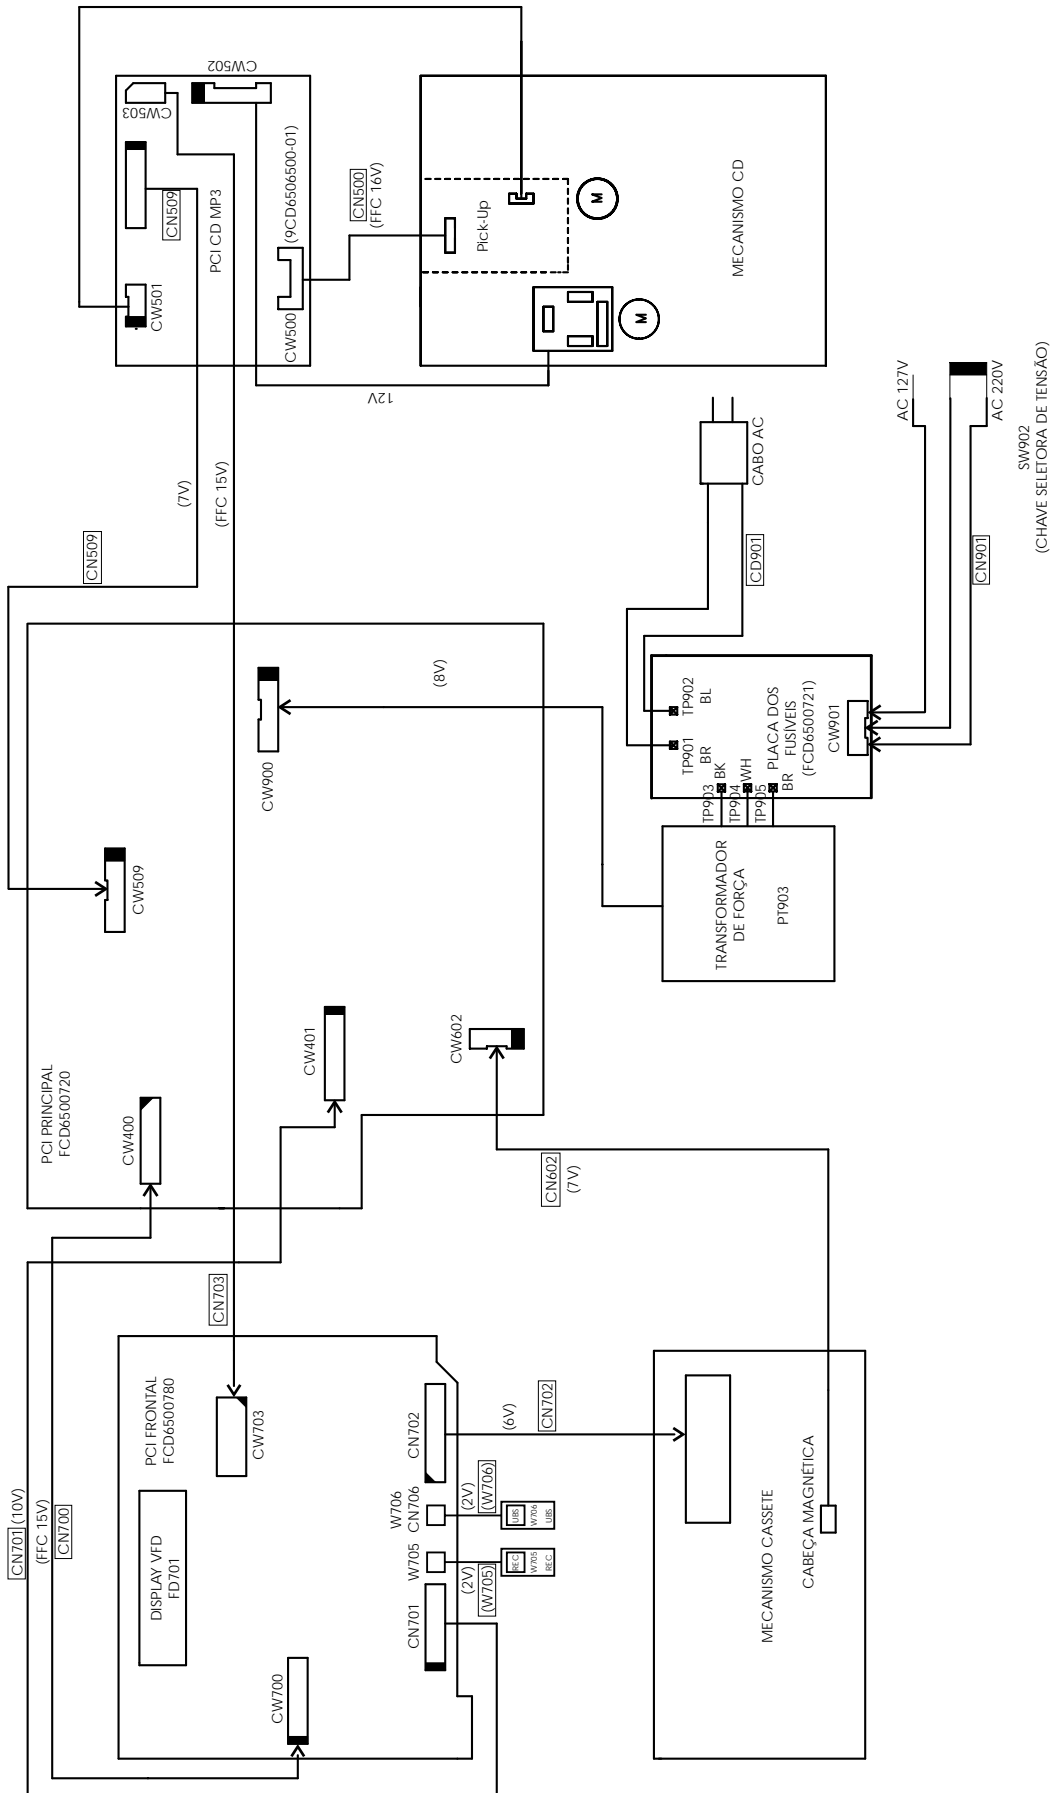 CW502
CW503
CN509
PCI CD MP3
(9CD6506500-01)
CW501
CW500
CN500
(FFC 16V)
Pick-Up
M
M
MECANISMO CD
12V
(7V)
(FFC 15V)
CN509
CABO AC
CD901
AC 127V
AC 220V
SW902
(CHAVE SELETORA DE TENSÃO)
CN901
(8V)
CW900
CW509
TP901
BR
TP902
BL
TP903
BK
TP904
WH
TP905
BR
PLACA DOS
FUSÍVEIS
(FCD6500721)
CW901
TRANSFORMADOR
DE FORÇA
PT903
CW401
CW602
PCI PRINCIPAL
FCD6500720
CW400
CN602
(7V)
CN703
CN701 (10V)
(FFC 15V)
CN700
PCI FRONTAL
FCD6500780
CW703
DISPLAY VFD
FD701
CW700
CN702
W706
CN706
W705
CN701
(6V)
CN702
(2V)
(W706)
(2V)
(W705)
UBS
W706
UBS
REC
W705
REC
MECANISMO CASSETE
CABEÇA MAGNÉTICA